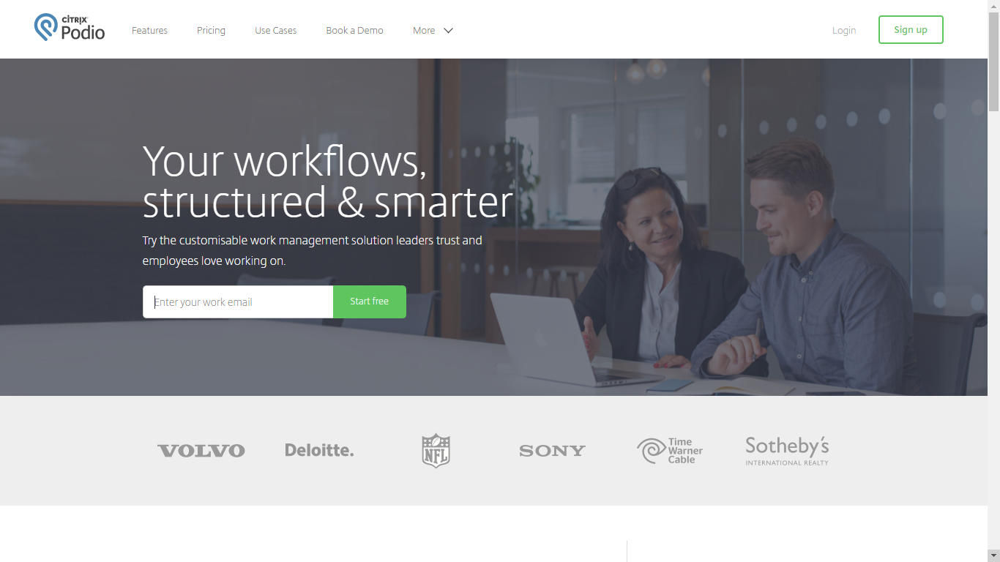 CITRIX
Podio
Features
Pricing
Use Cases
Book a Demo
More
Login
Sign up
Your workflows,
structured & smarter
Try the customisable work management solution leaders trust and
employees love working on.
Enter your work email
Start free
VOLVO
Deloitte.
NFL
SONY
Time
Warner
Cable
Sotheby's
INTERNATIONAL REALTY